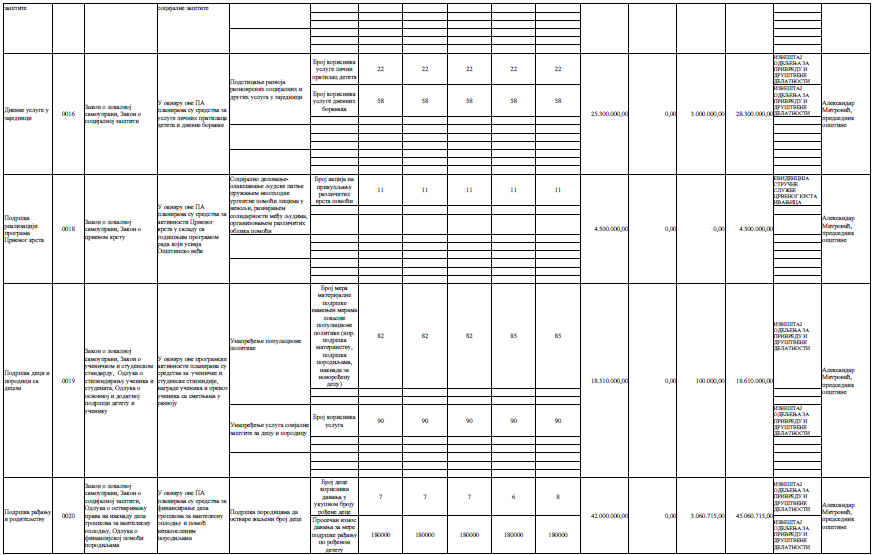 заштите
социјалне заштите
Дневне услуге у
заједници
0016
Закон о локалној
самоуправи, Закон о
социјалној заштити
У оквиру ове ПА
планирана су средства за
услуге личних пратилаца
детета и дневне боравке
Подстицање развоја
разноврсних социјалних и
других услуга у заједници
Број корисника
услуге лични
пратилац детета
22 22 22 22 22
Број корисника
услуге дневних
боравака
58 58 58 58 58
25.300.000,00 0,00 3.000.000,00 28.300.000,00
ИЗВЕШТАЈ
ОДЕЉЕЊА ЗА
ПРИВРЕДУ И
ДРУШТВЕНЕ
ДЕЛАТНОСТИ
ИЗВЕШТАЈ
ОДЕЉЕЊА ЗА
ПРИВРЕДУ И
ДРУШТВЕНЕ
ДЕЛАТНОСТИ
Александар
Митровић,
председник
општине
Подршка
реализацији
програма
Црвеног крста
0018
Закон о локалној
самоуправи, Закон о
црвеном крсту
У оквиру ове ПА
планирана су средства за
активности Црвеног
крста у складу са
годишњим програмом
рада који усваја
Општинско веће
Социјално деловање-
олакшавање људске патње
пружањем неопходне
ургентне помоћи лицима у
невољи, развијањем
солидарности међу људима,
организовањем различитих
облика помоћи
Број акција на
прикупљању
различитих
врста помоћи
11 11 11 11 11
4.500.000,00 0,00 0,00 4.500.000,00
ЕВИДЕНЦИЈА
СТРУЧНЕ
СЛУЖБЕ
ЦРВЕНОГ КРСТА
ИВАЊИЦА
Александар
Митровић,
председник
општине
Подршка деци и
породици са
децом
0019
Закон о локалној
самоуправи, Закон о
ученичком и студенском
стандарду, Одлука о
стипендирању ученика и
студената, Одлука о
основној и додатној
подршци детету и
ученику
У оквиру ове програмске
активности планирана су
средства за ученичке и
студенске стипендије,
награде ученика и превоз
ученика са сметњама у
развоју
Унапређење популационе
политике
Број мера
материјалне
подршке
намењен мерама
локалне
популационе
политике (нпр.
подршка
материнству,
подршка
породиљама,
накнада за
новорођену
децу)
82 82 82 85 85
Унапређење услуга социјалне
заштите за децу и породицу
Број корисника
услуга
90 90 90 90 90
18.510.000,00 0,00 100.000,00 18.610.000,00
ИЗВЕШТАЈ
ОДЕЉЕЊА ЗА
ПРИВРЕДУ И
ДРУШТВЕНЕ
ДЕЛАТНОСТИ
ИЗВЕШТАЈ
ОДЕЉЕЊА ЗА
ПРИВРЕДУ И
ДРУШТВЕНЕ
ДЕЛАТНОСТИ
Александар
Митровић,
председник
општине
Подршка рађању
и родитељству
0020
Закон о локалној
самоуправи, Закон о
социјалној заштити,
Одлука о остваривању
права на накнаду дела
трошкова за вантелесну
оплодњу, Одлука о
финансијској помоћи
породиљама
У оквиру ове ПА
планирана су средства за
финансирање дела
трошкова за вантелесну
оплодњу и помоћ
незапосленим
породиљама
Подршка породицама да
остваре жељени број деце
Број деце
корисника
давања у
укупном броју
рођене деце
7 7 7 6 8
Просечан износ
давања за мере
подршке рађању
по рођеном
детету
180000 180000 180000 180000 180000
42.000.000,00 0,00 3.060.715,00 45.060.715,00
ИЗВЕШТАЈ
ОДЕЉЕЊА ЗА
ПРИВРЕДУ И
ДРУШТВЕНЕ
ДЕЛАТНОСТИ
ИЗВЕШТАЈ
ОДЕЉЕЊА ЗА
ПРИВРЕДУ И
ДРУШТВЕНЕ
ДЕЛАТНОСТИ
Александар
Митровић,
председник
општине